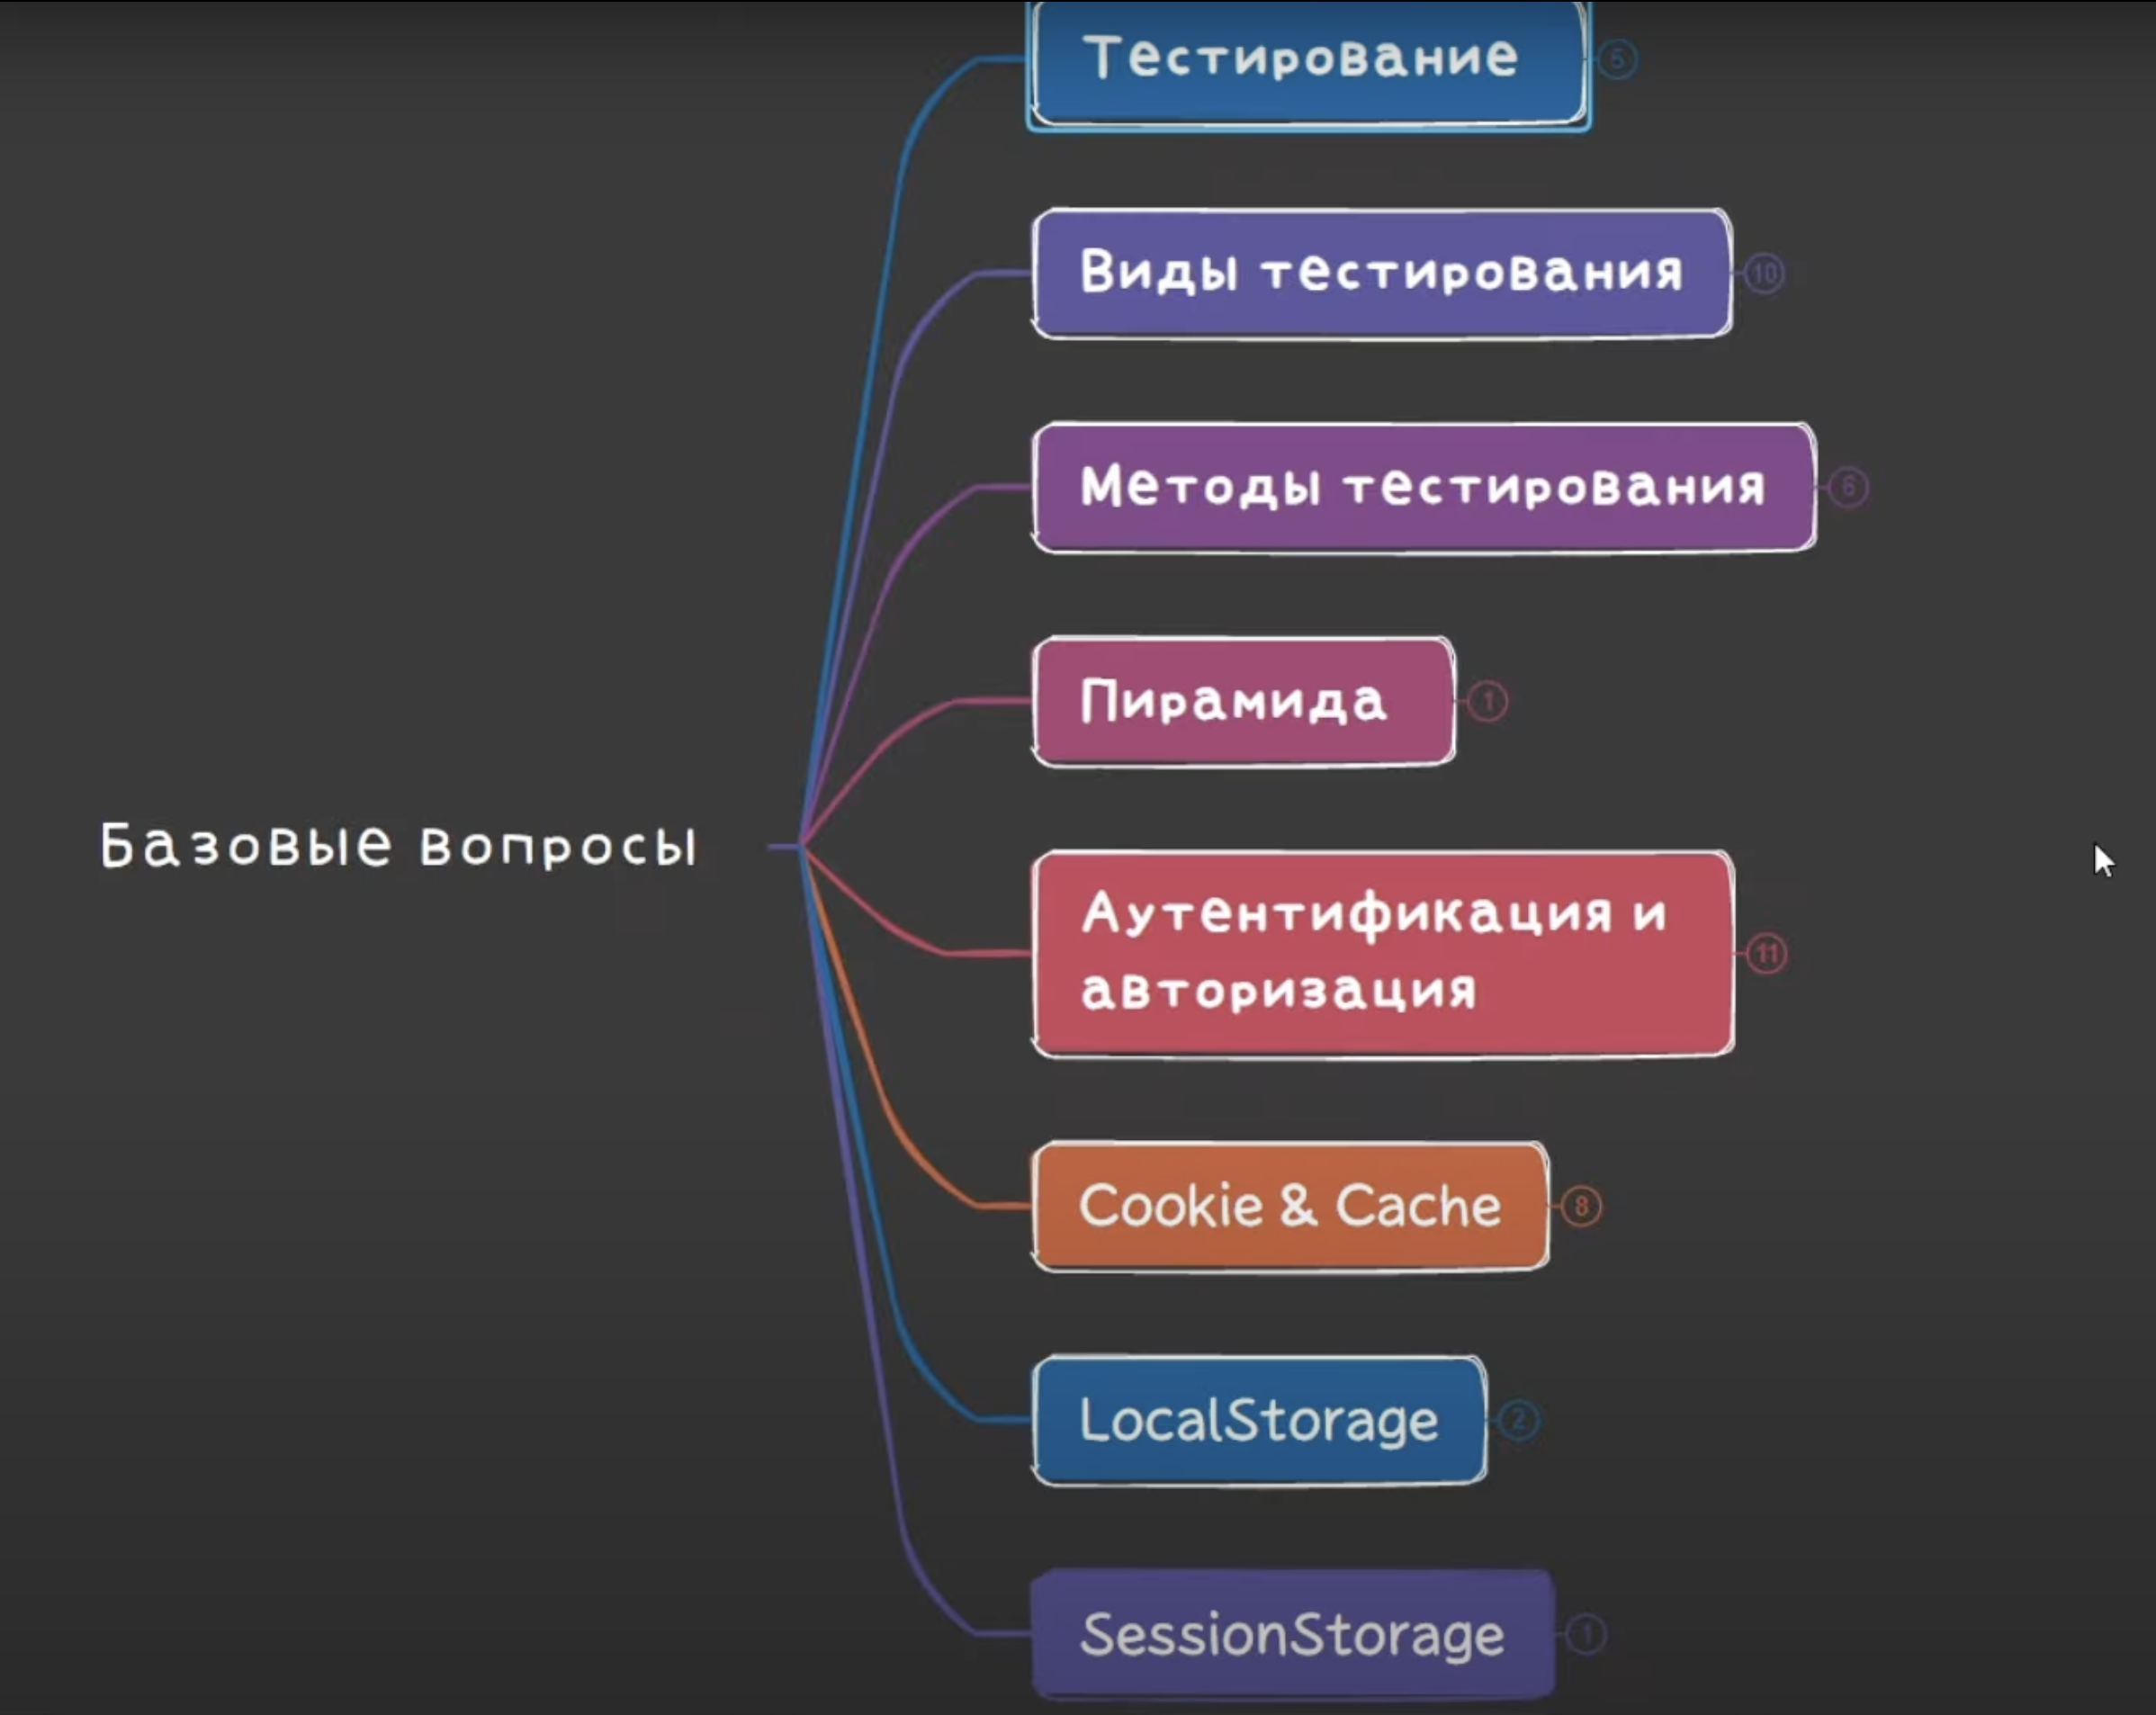 Тестирование
5
Виды тестирования
10
Методы тестирования
6
Пирамида
1
Базовые вопросы
Аутентификация и
авторизация
11
Cookie & Cache
8
LocalStorage
2
SessionStorage
1